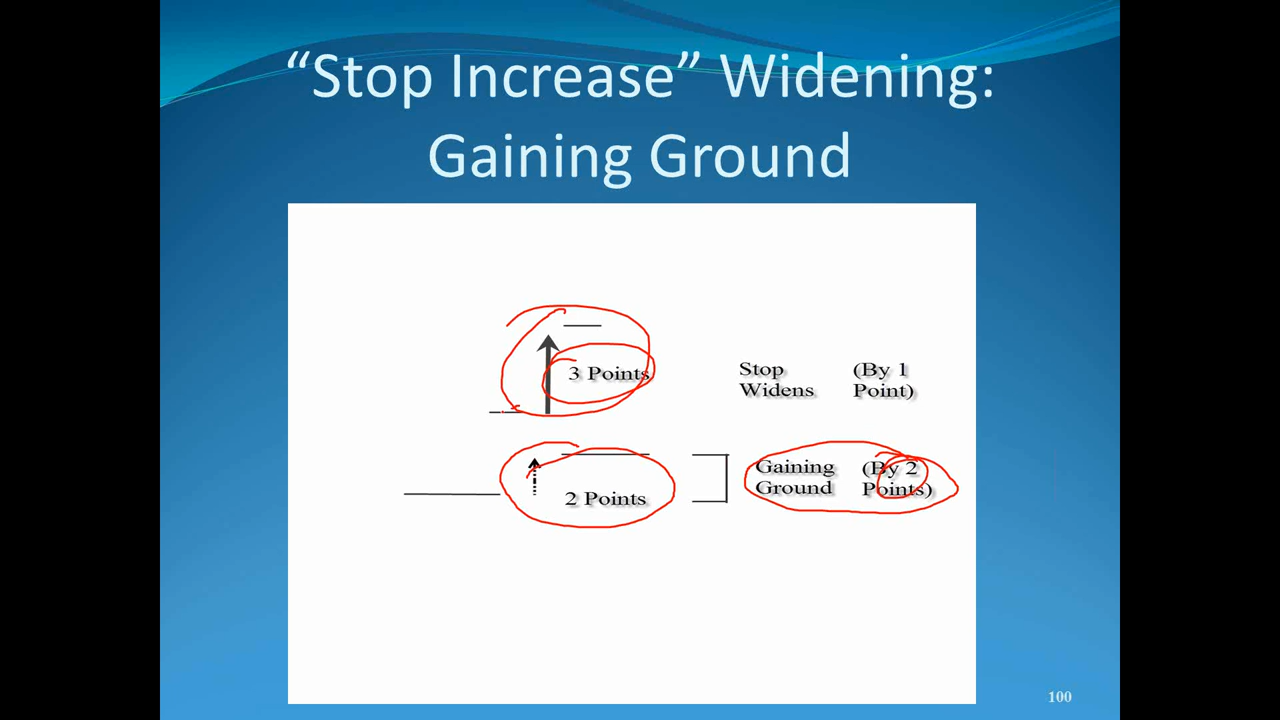 “Stop Increase” Widening:
Gaining Ground
3 Points
Stop (By 1
Widens Point)
Gaining (By 2
Ground Points)
2 Points
100